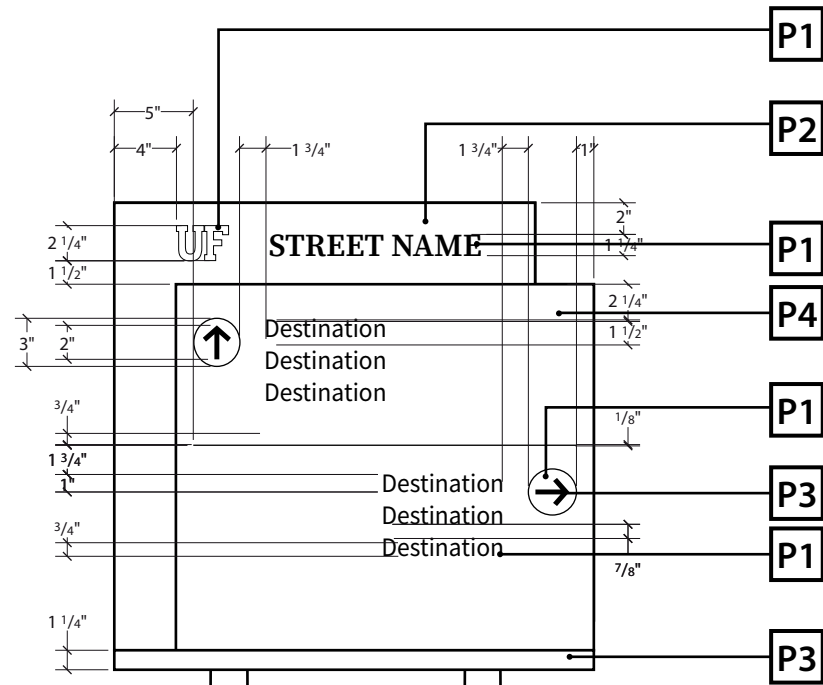 P1
5"
P2
4"
1 3/4"
1 3/4"
1"
2"
UF
STREET NAME
P1
2 1/4"
1 1/4"
1 1/2"
2 1/4"
P4
Destination
3"
2"
1 1/2"
Destination
Destination
3/4"
1/8"
P1
1 3/4"
1"
Destination
P3
Destination
3/4"
Destination
P1
7/8"
1 1/4"
P3